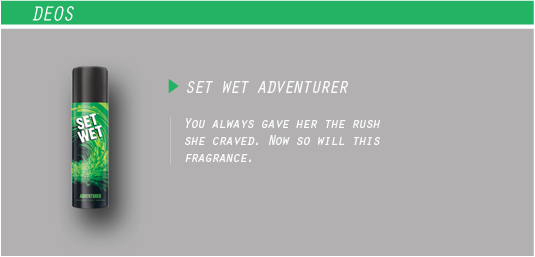 DEOS
SET WET ADVENTURER
YOU ALWAYS GAVE HER THE RUSH
SHE CRAVED. NOW SO WILL THIS
FRAGRANCE.
SET
WET
ADVENTURER